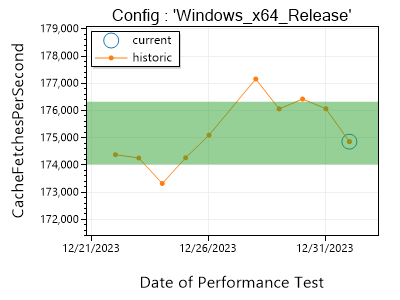 Config : 'Windows_x64_Release'
current
historic
179,000
178,000
177,000
176,000
175,000
174,000
173,000
172,000
CacheFetchesPerSecond
12/21/2023
12/26/2023
12/31/2023
Date of Performance Test